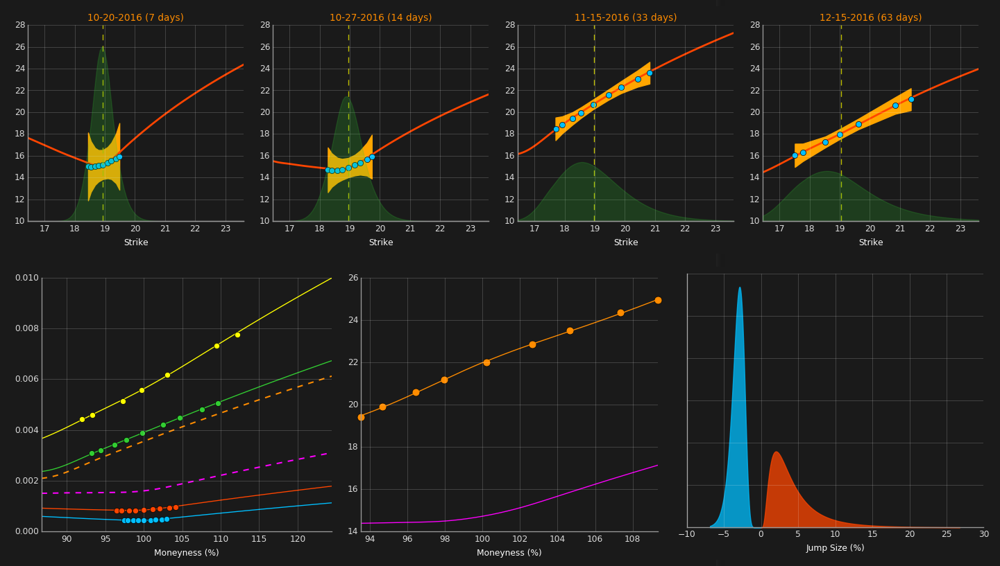 10-20-2016 (7 days) 10-27-2016 (14 days) 11-15-2016 (33 days) 12-15-2016 (63 days)
28 28 28 28
26 26 26 26
24 24 24 24
22 22 22 22
20 20 20 20
18 18 18 18
16 16 16 16
14 14 14 14
12 12 12 12
10 10 10 10
17 18 19 20 21 22 23 17 18 19 20 21 22 23 17 18 19 20 21 22 23 17 18 19 20 21 22 23
Strike Strike Strike Strike
0.010
0.008
0.006
0.004
0.002
0.000
90 95 100 105 110 115 120
Moneyness (%)
26
24
22
20
18
16
14
94 96 98 100 102 104 106 108
Moneyness (%)
−10 −5 0 5 10 15 20 25 30
Jump Size (%)